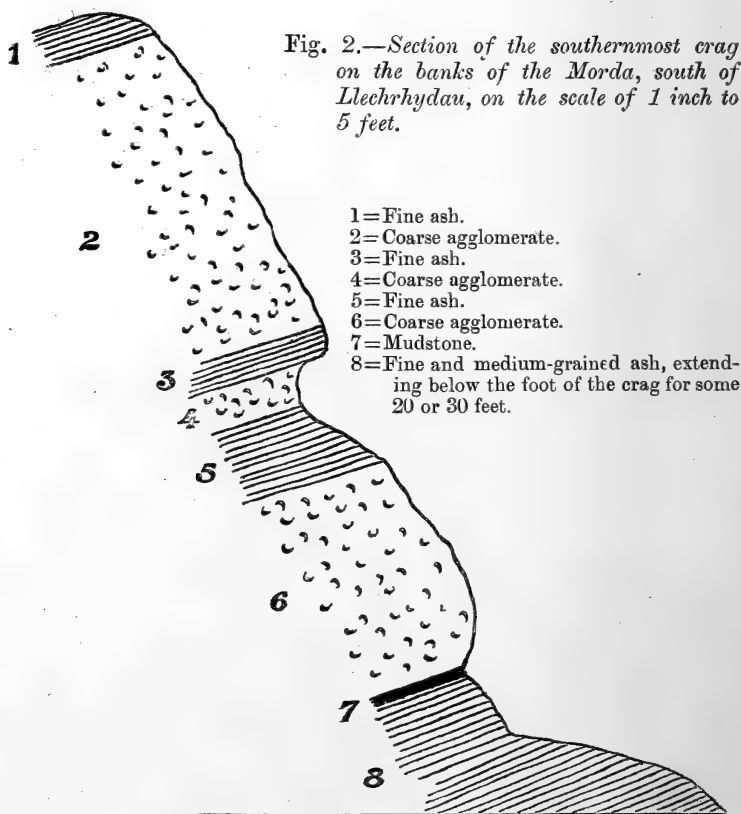 Fig. 2.—Section of the southernmost crag
on the banks of the Morda, south of
Llechrhydau, on the scale of 1 inch to
5 feet.
1=Fine ash.
2=Coarse agglomerate.
3=Fine ash.
4=Coarse agglomerate.
5=Fine ash.
6=Coarse agglomerate.
7=Mudstone.
8=Fine and medium-grained ash, extend-
ing below the foot of the crag for some
20 or 30 feet.
1
2
3
4
5
6
7
8